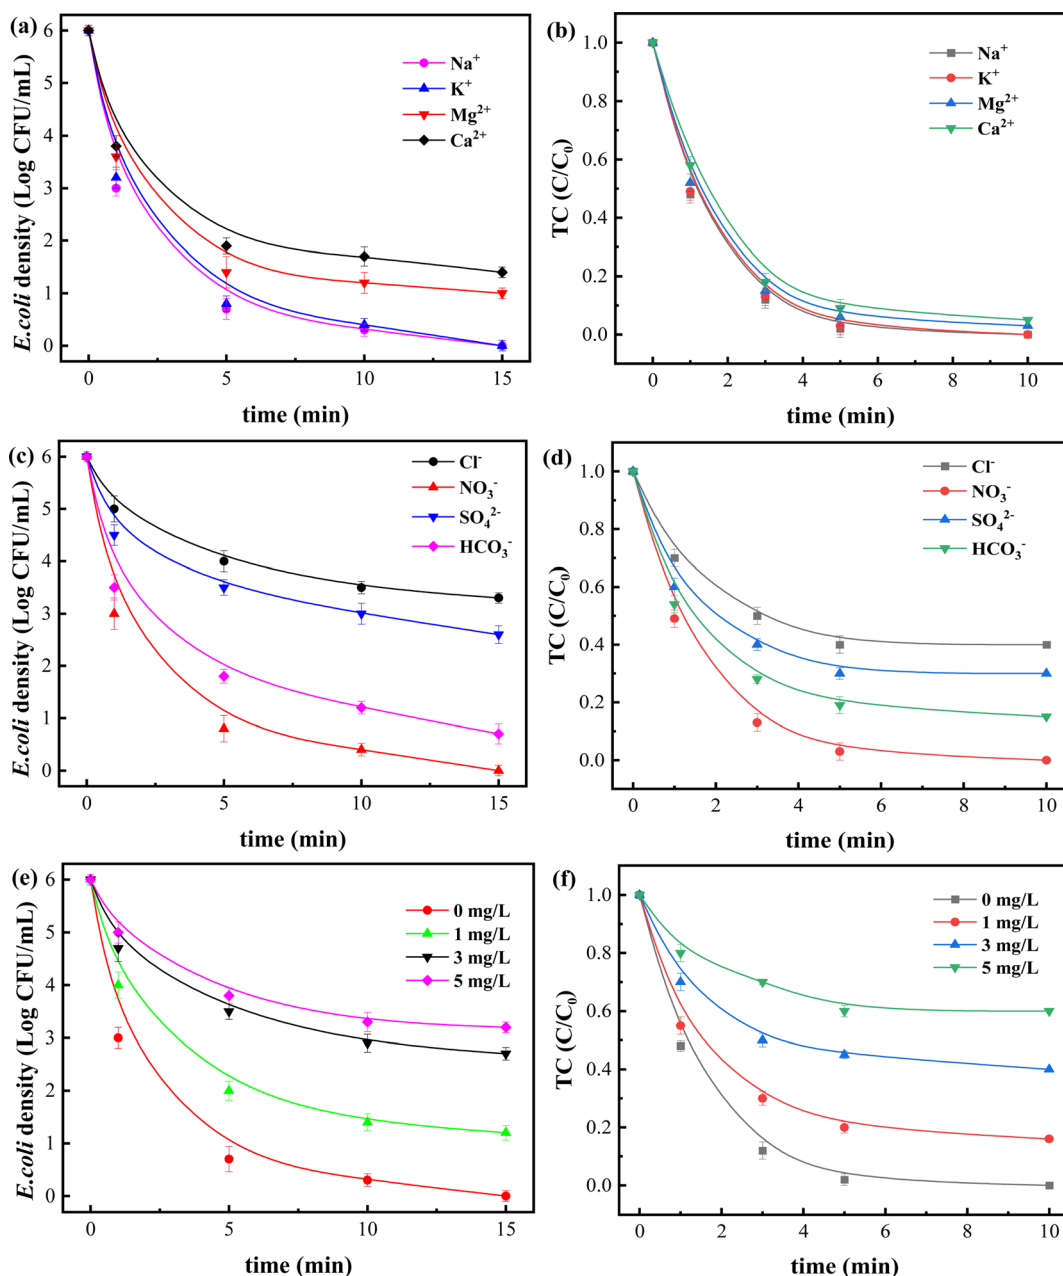 (a)
E.coli density (Log CFU/mL)
6
5
4
3
2
1
0
Na⁺
K⁺
Mg²⁺
Ca²⁺
0 5 10 15
time (min)
(b)
TC (C/C₀)
1.0
0.8
0.6
0.4
0.2
0.0
Na⁺
K⁺
Mg²⁺
Ca²⁺
0 2 4 6 8 10
time (min)
(c)
E.coli density (Log CFU/mL)
6
5
4
3
2
1
0
Cl⁻
NO₃⁻
SO₄²⁻
HCO₃⁻
0 5 10 15
time (min)
(d)
TC (C/C₀)
1.0
0.8
0.6
0.4
0.2
0.0
Cl⁻
NO₃⁻
SO₄²⁻
HCO₃⁻
0 2 4 6 8 10
time (min)
(e)
E.coli density (Log CFU/mL)
6
5
4
3
2
1
0
0 mg/L
1 mg/L
3 mg/L
5 mg/L
0 5 10 15
time (min)
(f)
TC (C/C₀)
1.0
0.8
0.6
0.4
0.2
0.0
0 mg/L
1 mg/L
3 mg/L
5 mg/L
0 2 4 6 8 10
time (min)